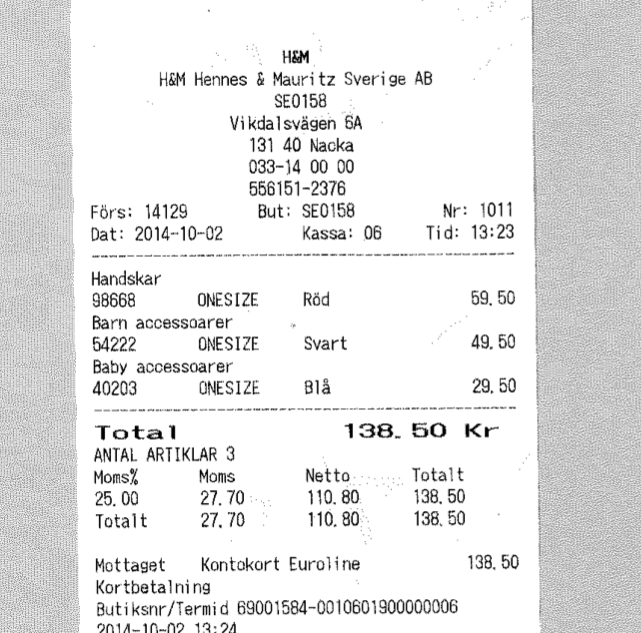 H&M
H&M Hennes & Mauritz Sverige AB
SE0158
Vikdalsvägen 6A
131 40 Nacka
033-14 00 00
556151-2376
Förs: 14129 But: SE0158 Nr: 1011
Dat: 2014-10-02 Kassa: 06 Tid: 13:23
Handskar
98668 ONESIZE Röd 59.50
Barn accessoarer
54222 ONESIZE Svart 49.50
Baby accessoarer
40203 ONESIZE Blå 29.50
Total 138.50 Kr
ANTAL ARTIKLAR 3
Moms% Moms Netto Totalt
25.00 27.70 110.80 138.50
Totalt 27.70 110.80 138.50
Mottaget Kontokort Euroline 138.50
Kortbetalning
Butiksnr/Termid 69001584-0010601900000006
2014-10-02 13:24